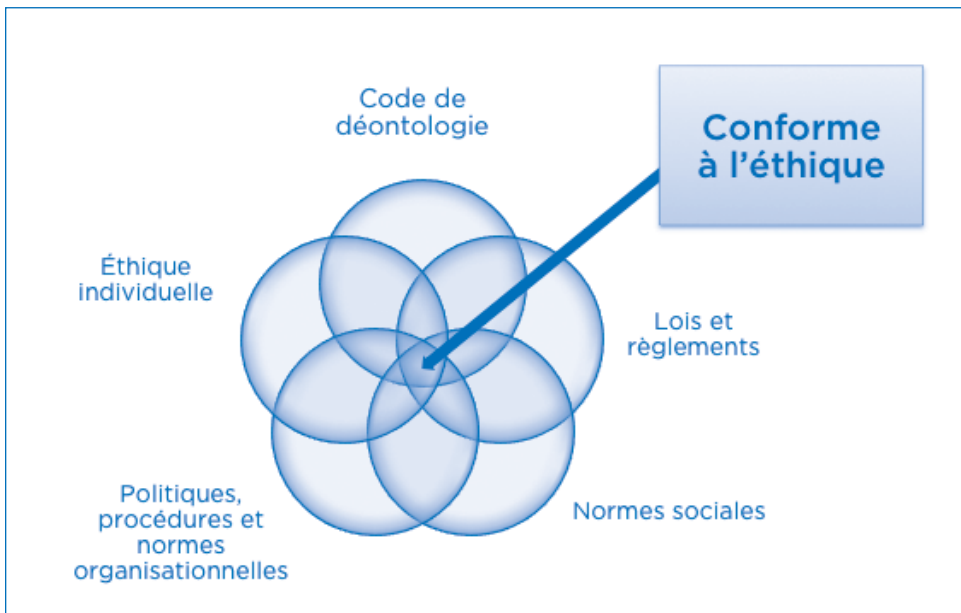 Code de
déontologie
Conforme
à l’éthique
Éthique
individuelle
Lois et
règlements
Politiques,
procédures et
normes
organisationnelles
Normes sociales